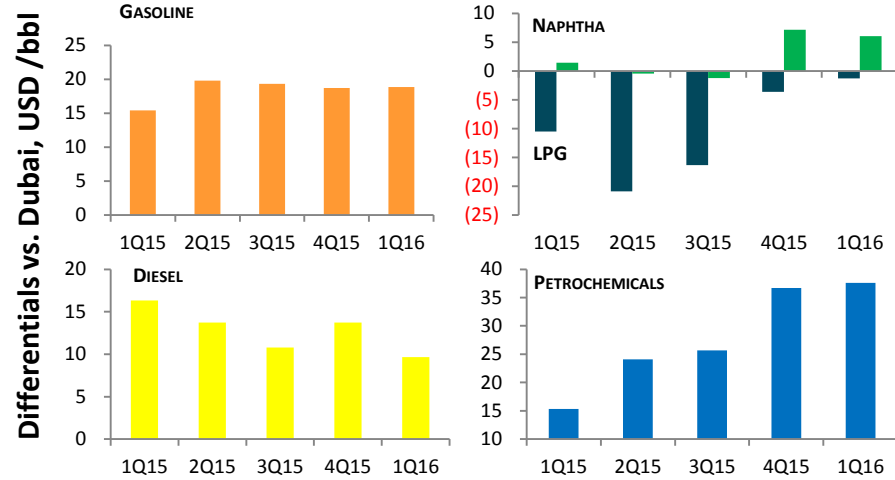 Differentials vs. Dubai, USD /bbl
GASOLINE
25
20
15
10
5
0
1Q15 2Q15 3Q15 4Q15 1Q16
NAPHTHA
LPG
10
5
0
(5)
(10)
(15)
(20)
(25)
1Q15 2Q15 3Q15 4Q15 1Q16
DIESEL
20
15
10
5
0
1Q15 2Q15 3Q15 4Q15 1Q16
PETROCHEMICALS
40
35
30
25
20
15
10
1Q15 2Q15 3Q15 4Q15 1Q16